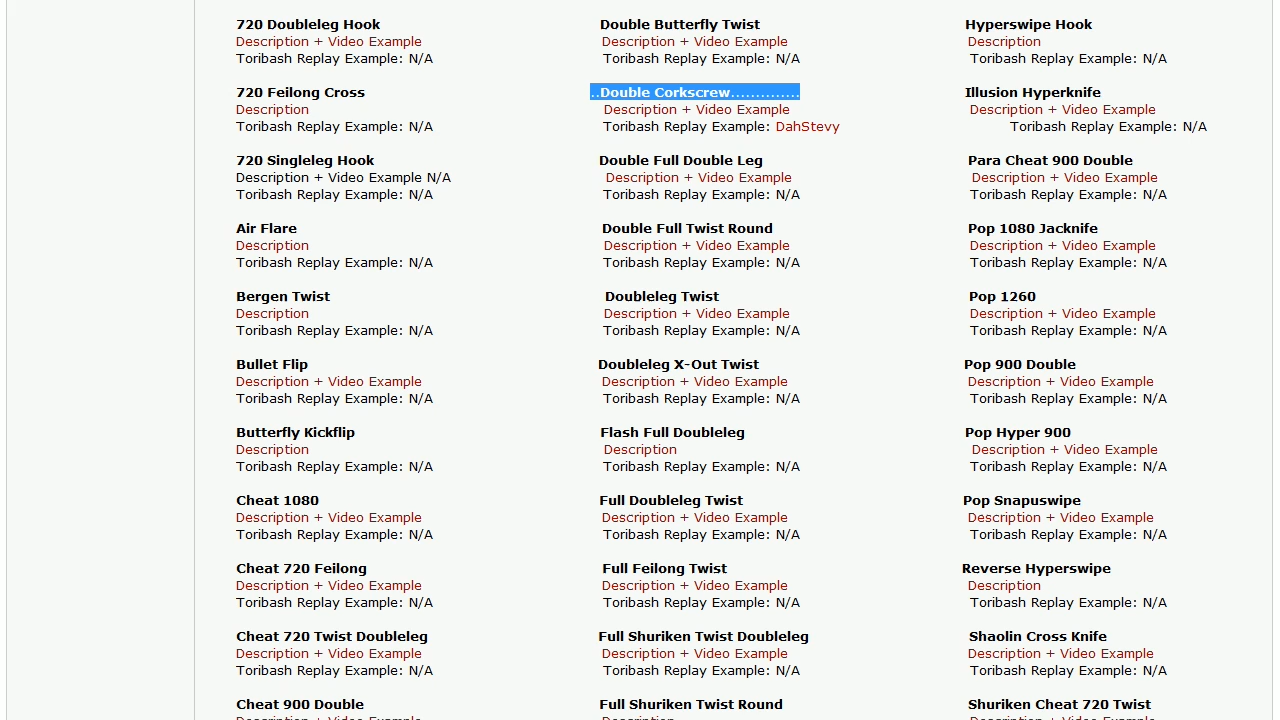 720 Doubleleg Hook
Description + Video Example
Toribash Replay Example: N/A
720 Feilong Cross
Description
Toribash Replay Example: N/A
720 Singleleg Hook
Description + Video Example N/A
Toribash Replay Example: N/A
Air Flare
Description
Toribash Replay Example: N/A
Bergen Twist
Description
Toribash Replay Example: N/A
Bullet Flip
Description + Video Example
Toribash Replay Example: N/A
Butterfly Kickflip
Description
Toribash Replay Example: N/A
Cheat 1080
Description + Video Example
Toribash Replay Example: N/A
Cheat 720 Feilong
Description + Video Example
Toribash Replay Example: N/A
Cheat 720 Twist Doubleleg
Description + Video Example
Toribash Replay Example: N/A
Cheat 900 Double
Description + Video Example
Double Butterfly Twist
Description + Video Example
Toribash Replay Example: N/A
..Double Corkscrew..............
Description + Video Example
Toribash Replay Example: DahStevy
Double Full Double Leg
Description + Video Example
Toribash Replay Example: N/A
Double Full Twist Round
Description + Video Example
Toribash Replay Example: N/A
Doubleleg Twist
Description + Video Example
Toribash Replay Example: N/A
Doubleleg X-Out Twist
Description + Video Example
Toribash Replay Example: N/A
Flash Full Doubleleg
Description
Toribash Replay Example: N/A
Full Doubleleg Twist
Description + Video Example
Toribash Replay Example: N/A
Full Feilong Twist
Description + Video Example
Toribash Replay Example: N/A
Full Shuriken Twist Doubleleg
Description + Video Example
Toribash Replay Example: N/A
Full Shuriken Twist Round
Description
Hyperswipe Hook
Description
Toribash Replay Example: N/A
Illusion Hyperknife
Description + Video Example
Toribash Replay Example: N/A
Para Cheat 900 Double
Description + Video Example
Toribash Replay Example: N/A
Pop 1080 Jacknife
Description + Video Example
Toribash Replay Example: N/A
Pop 1260
Description + Video Example
Toribash Replay Example: N/A
Pop 900 Double
Description + Video Example
Toribash Replay Example: N/A
Pop Hyper 900
Description + Video Example
Toribash Replay Example: N/A
Pop Snapuswipe
Description + Video Example
Toribash Replay Example: N/A
Reverse Hyperswipe
Description
Toribash Replay Example: N/A
Shaolin Cross Knife
Description + Video Example
Toribash Replay Example: N/A
Shuriken Cheat 720 Twist
Description + Video Example